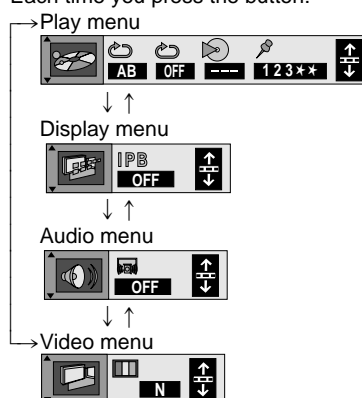 Each time you press the button:
Play menu
AB OFF --- 123**
Display menu
IPB
OFF
Audio menu
OFF
Video menu
N